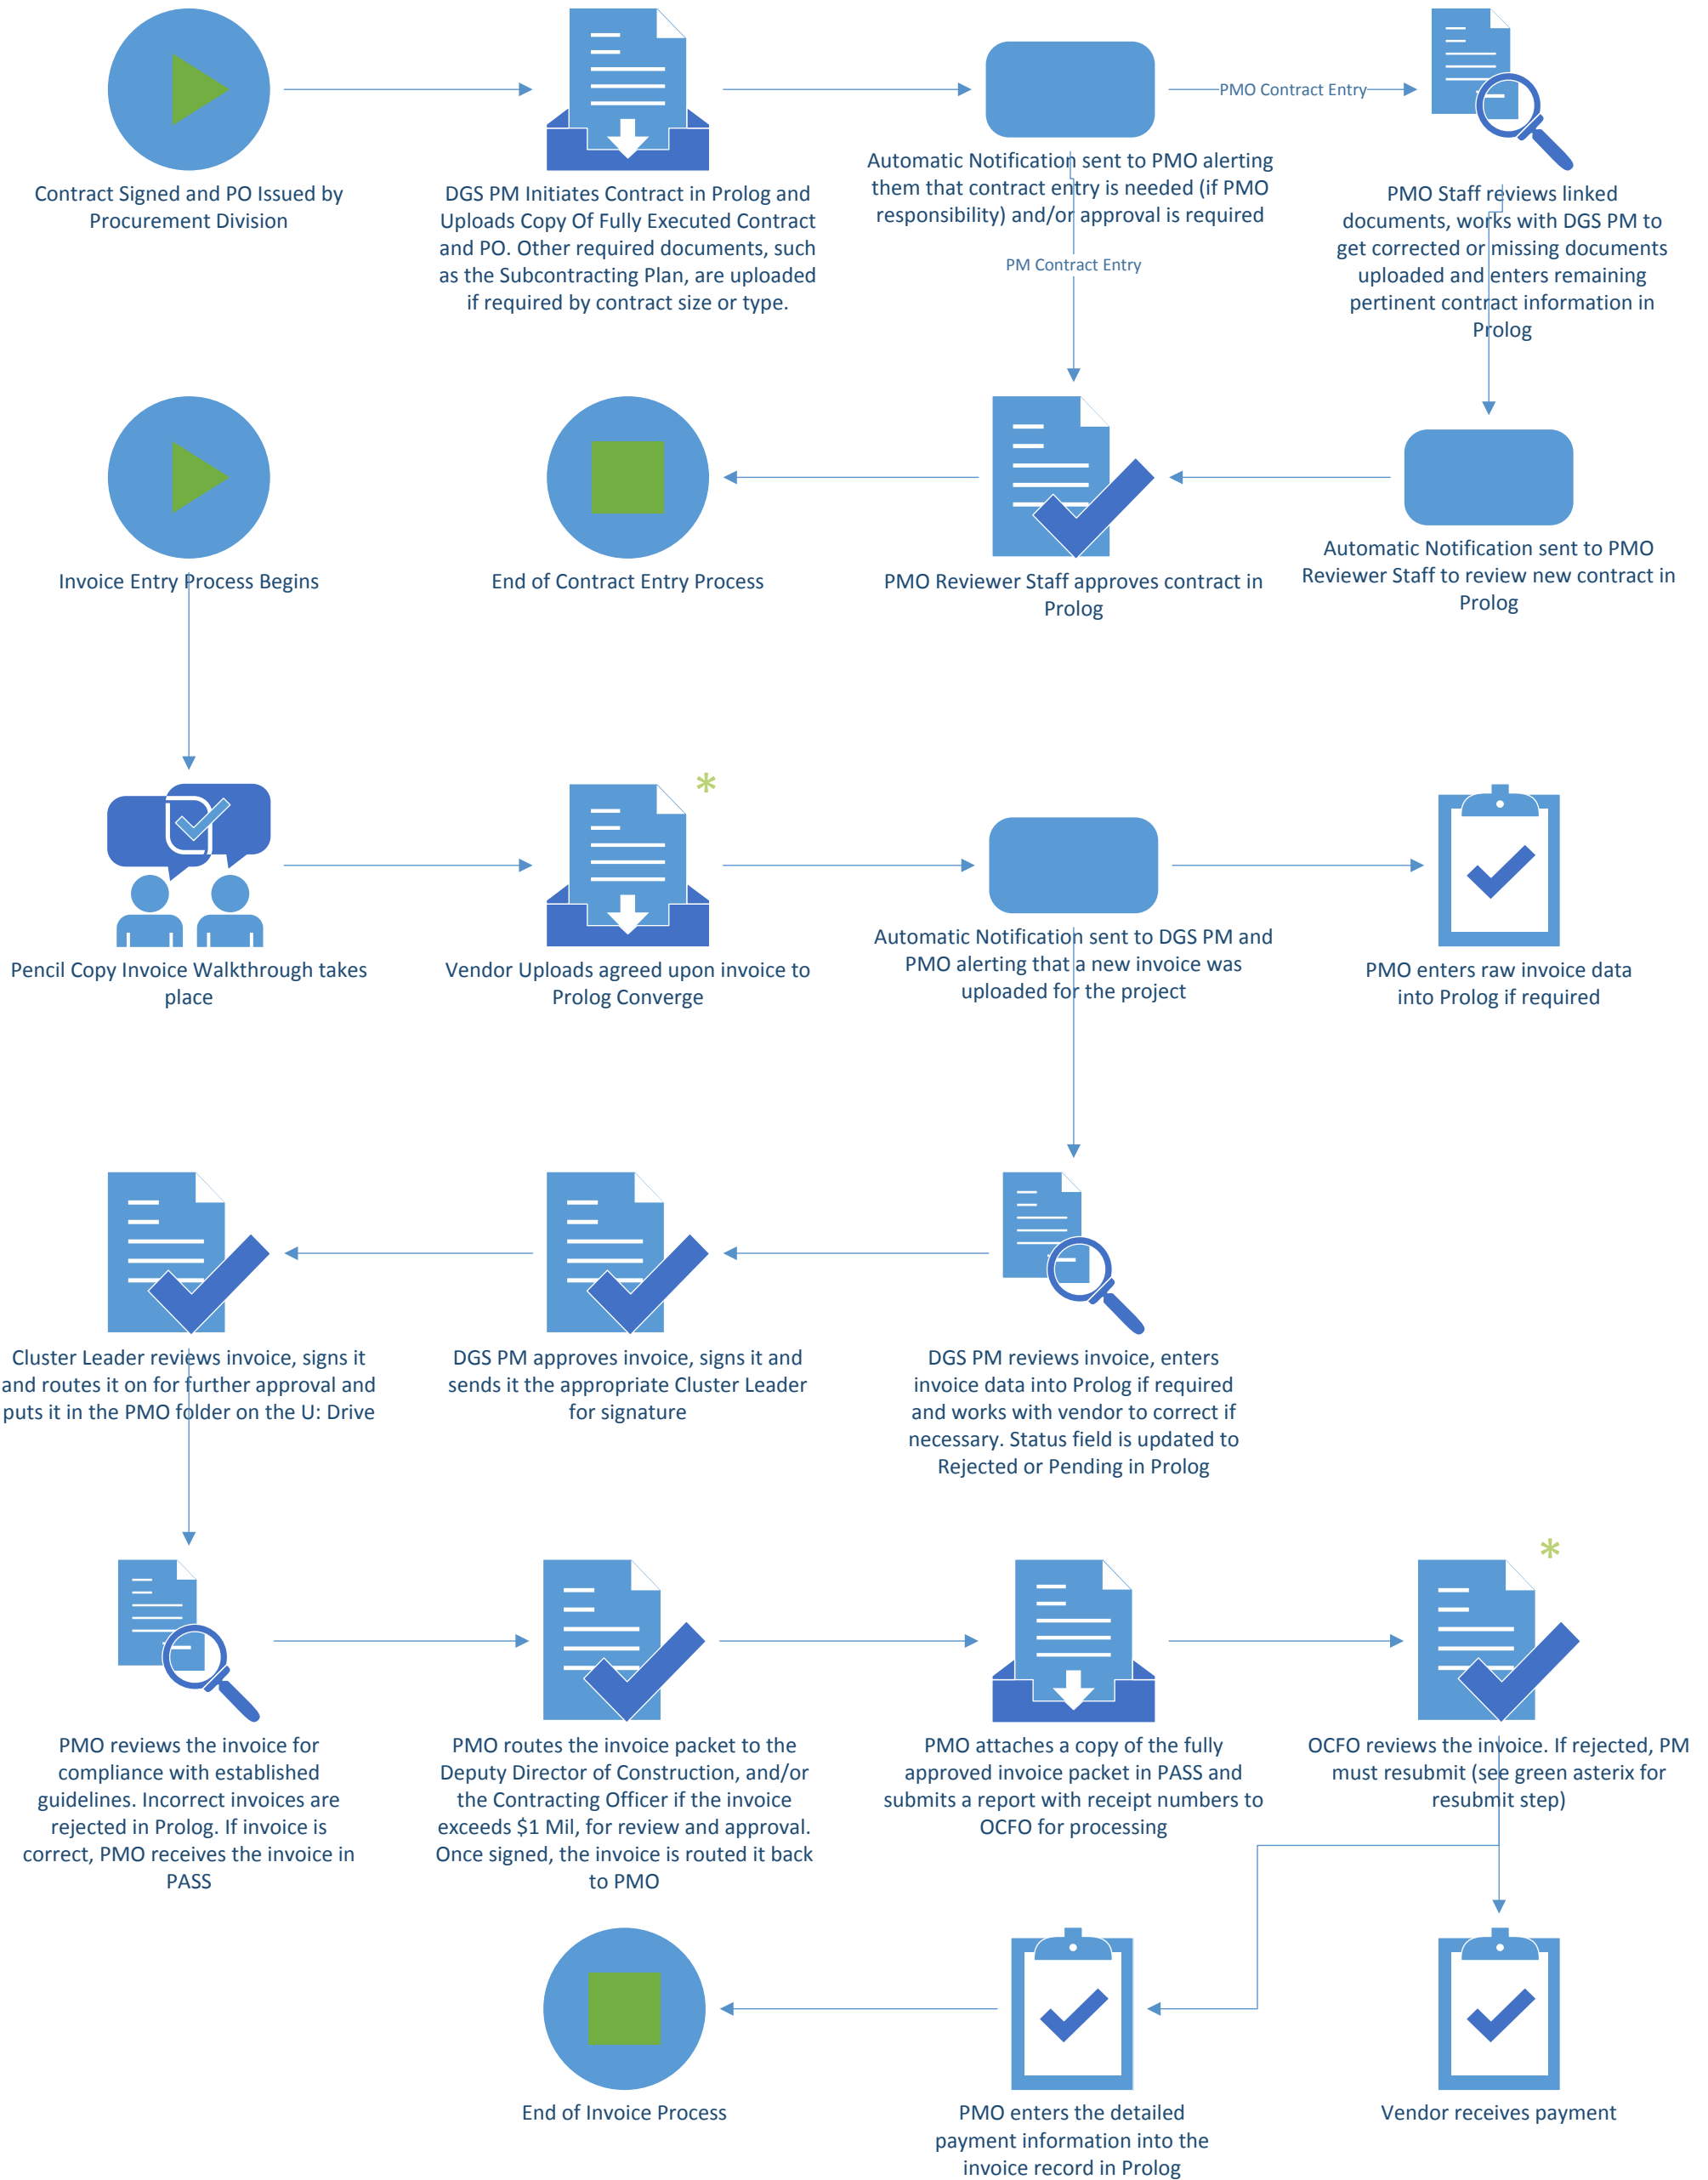 Contract Signed and PO Issued by
Procurement Division
DGS PM Initiates Contract in Prolog and
Uploads Copy Of Fully Executed Contract
and PO. Other required documents, such
as the Subcontracting Plan, are uploaded
if required by contract size or type.
Automatic Notification sent to PMO alerting
them that contract entry is needed (if PMO
responsibility) and/or approval is required
PMO Contract Entry
PM Contract Entry
PMO Staff reviews linked
documents, works with DGS PM to
get corrected or missing documents
uploaded and enters remaining
pertinent contract information in
Prolog
Invoice Entry Process Begins
End of Contract Entry Process
PMO Reviewer Staff approves contract in
Prolog
Automatic Notification sent to PMO
Reviewer Staff to review new contract in
Prolog
Pencil Copy Invoice Walkthrough takes
place
*
Vendor Uploads agreed upon invoice to
Prolog Converge
Automatic Notification sent to DGS PM and
PMO alerting that a new invoice was
uploaded for the project
PMO enters raw invoice data
into Prolog if required
Cluster Leader reviews invoice, signs it
and routes it on for further approval and
puts it in the PMO folder on the U: Drive
DGS PM approves invoice, signs it and
sends it the appropriate Cluster Leader
for signature
DGS PM reviews invoice, enters
invoice data into Prolog if required
and works with vendor to correct if
necessary. Status field is updated to
Rejected or Pending in Prolog
PMO reviews the invoice for
compliance with established
guidelines. Incorrect invoices are
rejected in Prolog. If invoice is
correct, PMO receives the invoice in
PASS
PMO routes the invoice packet to the
Deputy Director of Construction, and/or
the Contracting Officer if the invoice
exceeds $1 Mil, for review and approval.
Once signed, the invoice is routed it back
to PMO
PMO attaches a copy of the fully
approved invoice packet in PASS and
submits a report with receipt numbers to
OCFO for processing
*
OCFO reviews the invoice. If rejected, PM
must resubmit (see green asterix for
resubmit step)
End of Invoice Process
PMO enters the detailed
payment information into the
invoice record in Prolog
Vendor receives payment